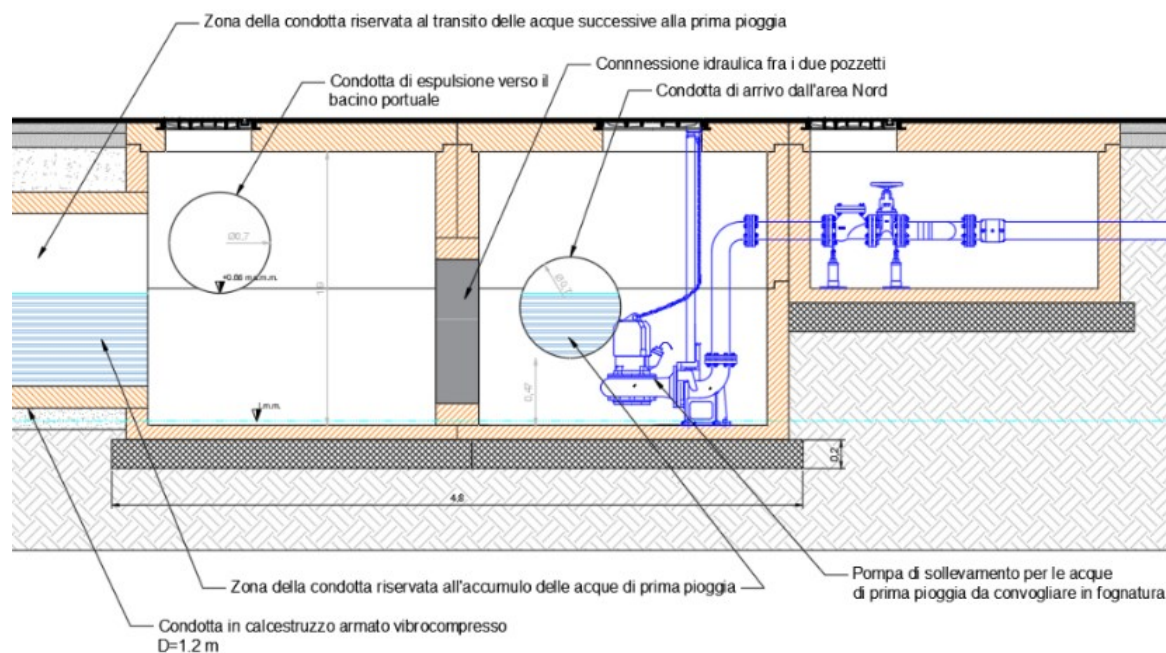 Zona della condotta riservata al transito delle acque successive alla prima pioggia
Connnessione idraulica fra i due pozzetti
Condotta di espulsione verso il
bacino portuale
Condotta di arrivo dall'area Nord
Ø0,7
1,9
Ø0,7
0,47
l.m.m.
0,2
4,8
Zona della condotta riservata all'accumulo delle acque di prima pioggia
Pompa di sollevamento per le acque
di prima pioggia da convogliare in fognatura
Condotta in calcestruzzo armato vibrocompresso
D=1.2 m